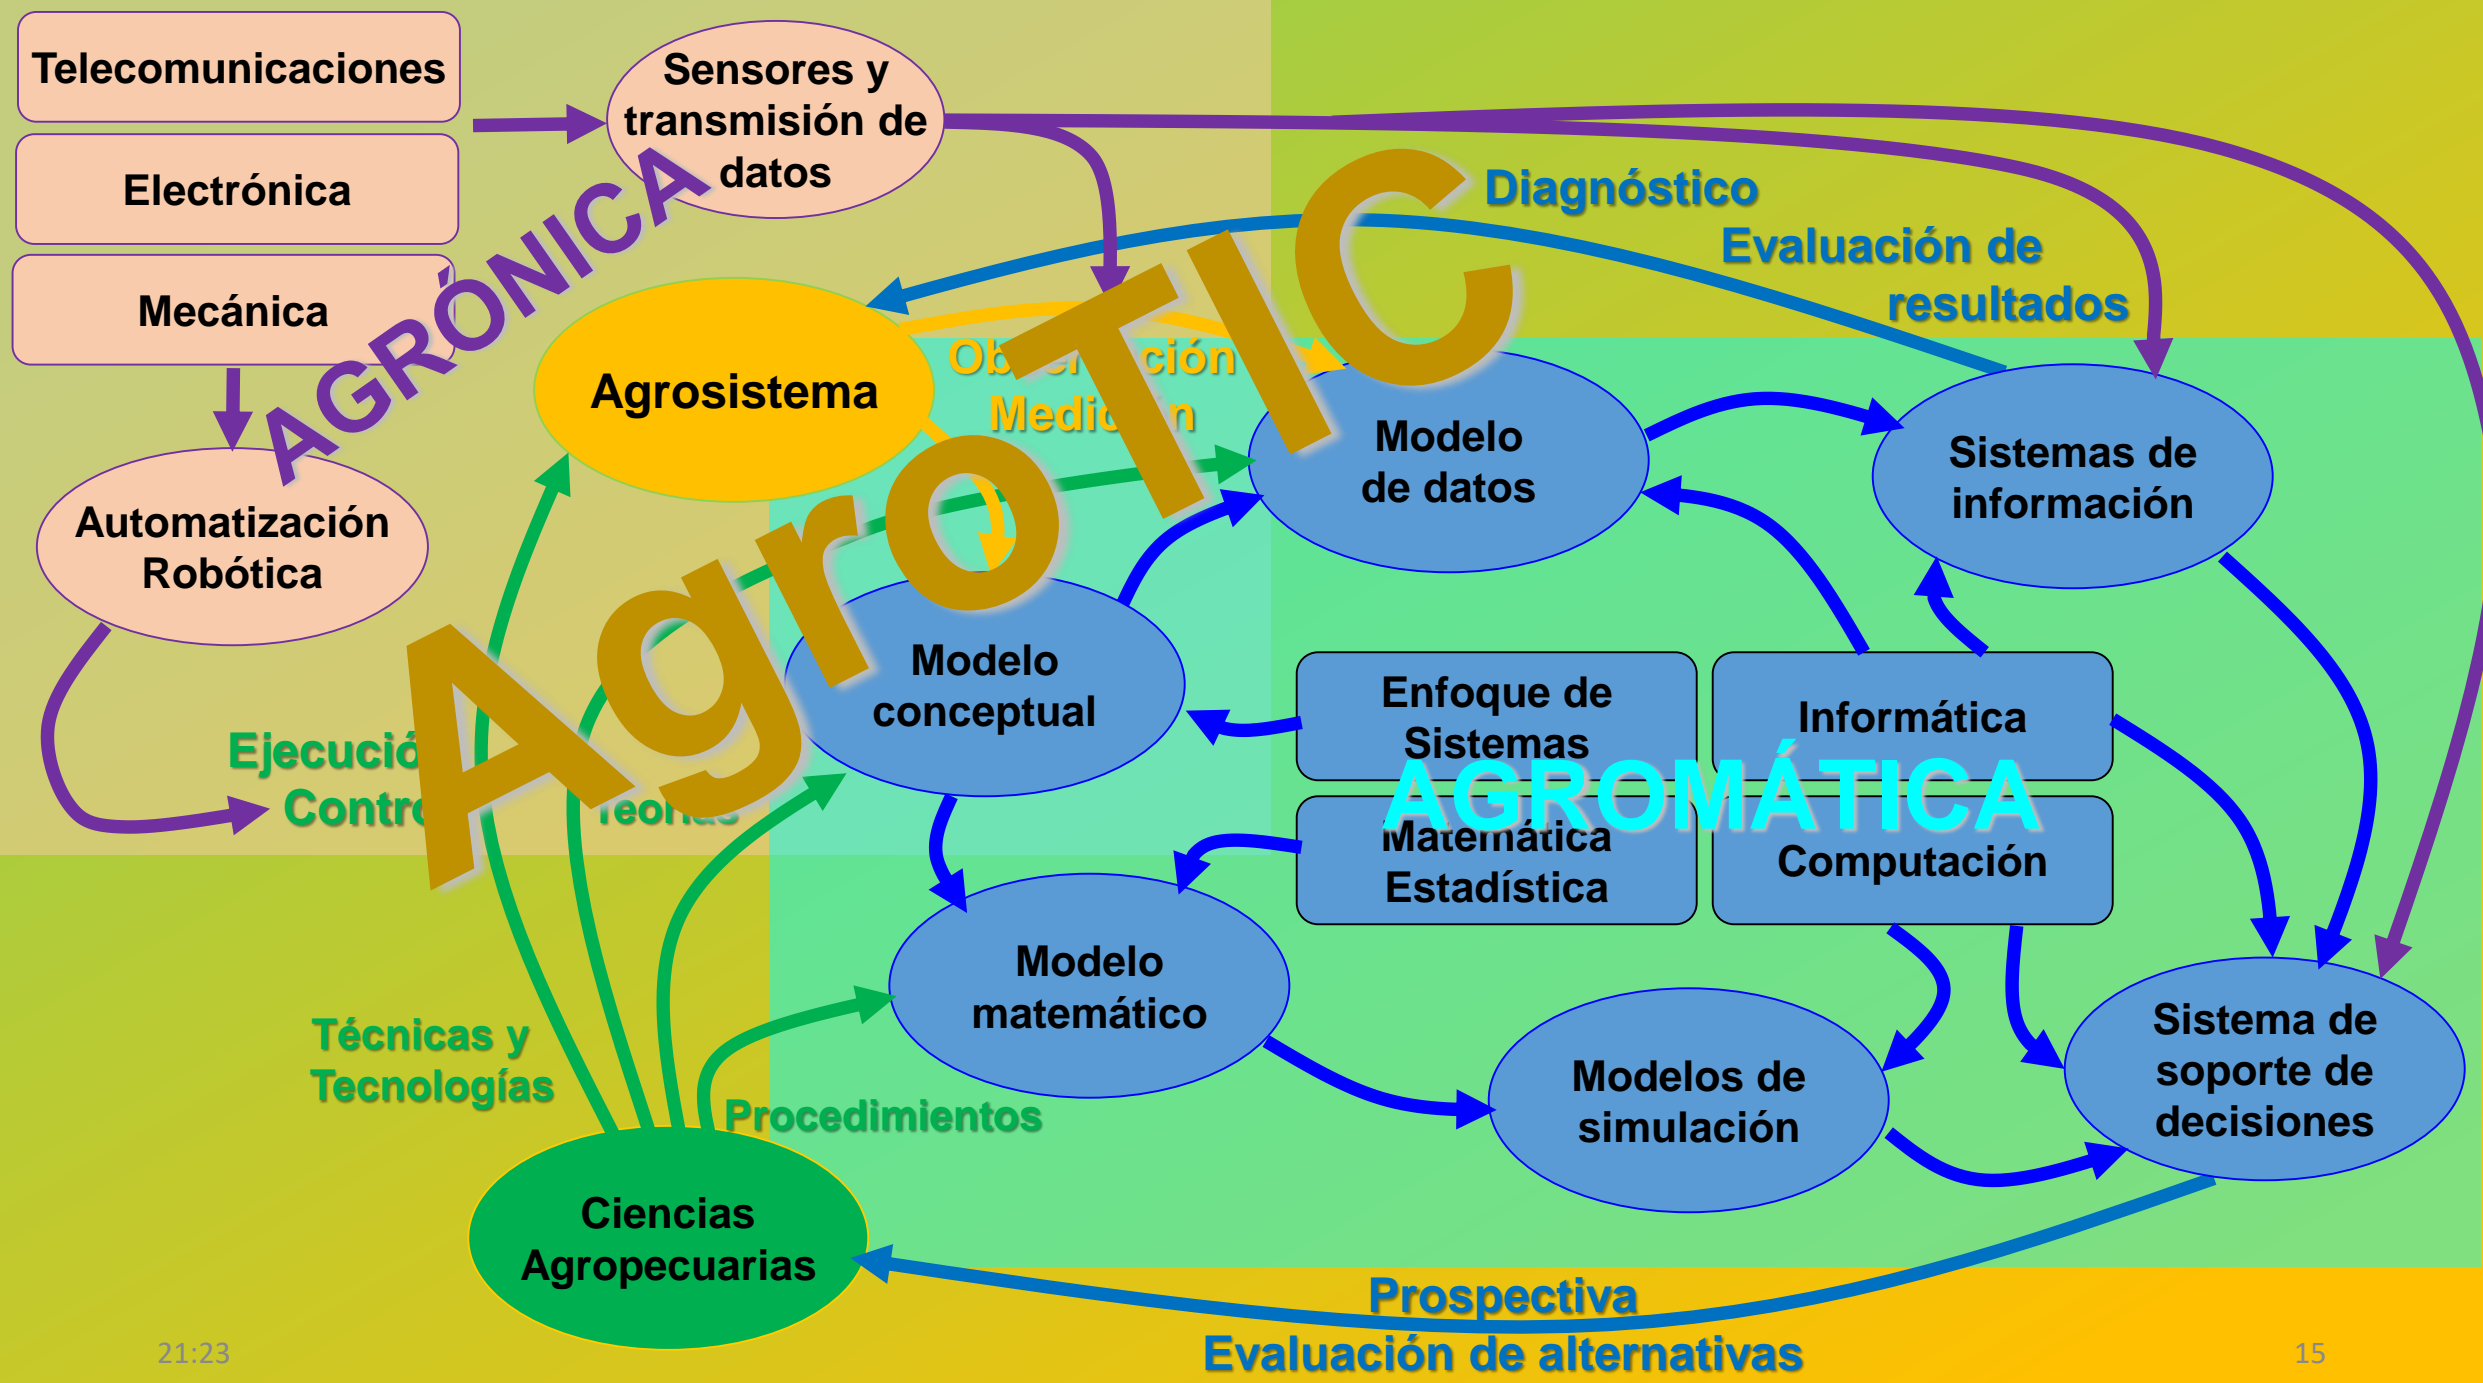 Telecomunicaciones
Electrónica
Mecánica
Sensores y
transmisión de
datos
AGRÓNICA
AgroTIC
Diagnóstico
Evaluación de
resultados
Agrosistema
Modelo
de datos
Sistemas de
información
Automatización
Robótica
Modelo
conceptual
Enfoque de
Sistemas
Informática
AGROMÁTICA
Matemática
Estadística
Computación
Modelo
matemático
Técnicas y
Tecnologías
Procedimientos
Modelos de
simulación
Sistema de
soporte de
decisiones
Ciencias
Agropecuarias
Prospectiva
Evaluación de alternativas
21:23
15